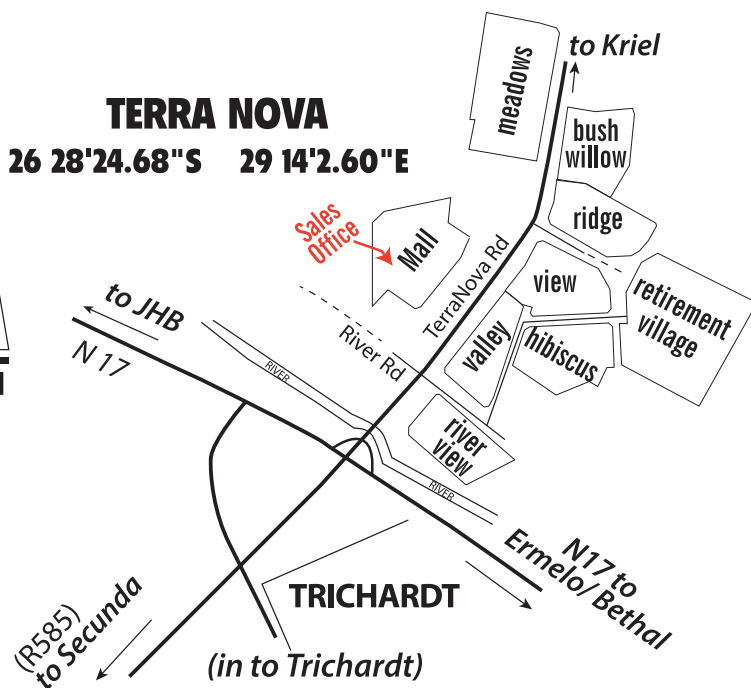 TERRA NOVA
26 28'24.68"S 29 14'2.60"E
to Kriel
meadows
bush
willow
ridge
Sales
Office
Mall
TerraNova Rd
view
retirement
village
to JHB
N 17
RIVER
River Rd
valley
hibiscus
river
view
RIVER
N17 to
Ermelo/Bethal
TRICHARDT
(R585)
to Secunda
(in to Trichardt)